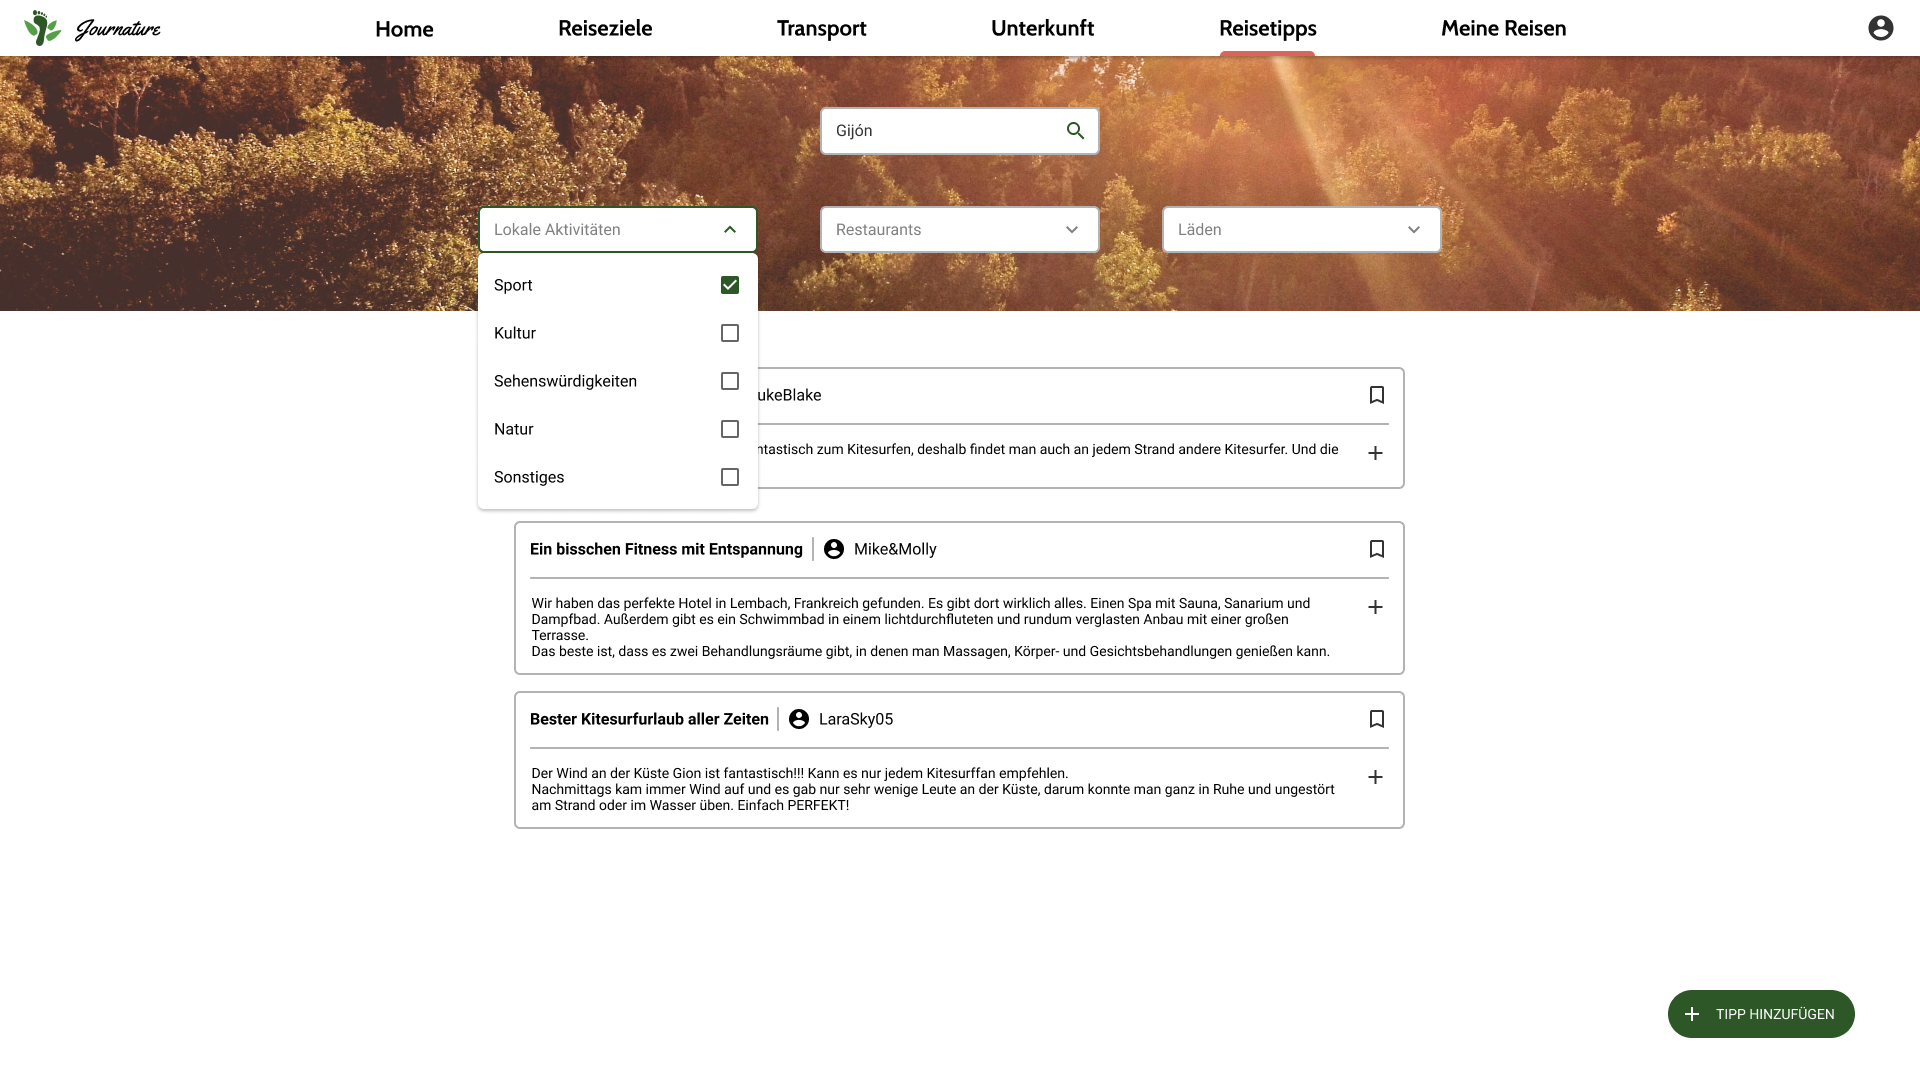 Journature
Home
Reiseziele
Transport
Unterkunft
Reisetipps
Meine Reisen
Gijón
Lokale Aktivitäten
Restaurants
Läden
Sport
Kultur
Sehenswürdigkeiten
Natur
Sonstiges
ukeBlake
ntastisch zum Kitesurfen, deshalb findet man auch an jedem Strand andere Kitesurfer. Und die
Ein bisschen Fitness mit Entspannung
Mike&Molly
Wir haben das perfekte Hotel in Lembach, Frankreich gefunden. Es gibt dort wirklich alles. Einen Spa mit Sauna, Sanarium und
Dampfbad. Außerdem gibt es ein Schwimmbad in einem lichtdurchfluteten und rundum verglasten Anbau mit einer großen
Terrasse.
Das beste ist, dass es zwei Behandlungsräume gibt, in denen man Massagen, Körper- und Gesichtsbehandlungen genießen kann.
Bester Kitesurfurlaub aller Zeiten
LaraSky05
Der Wind an der Küste Gion ist fantastisch!!! Kann es nur jedem Kitesurffan empfehlen.
Nachmittags kam immer Wind auf und es gab nur sehr wenige Leute an der Küste, darum konnte man ganz in Ruhe und ungestört
am Strand oder im Wasser üben. Einfach PERFEKT!
TIPP HINZUFÜGEN